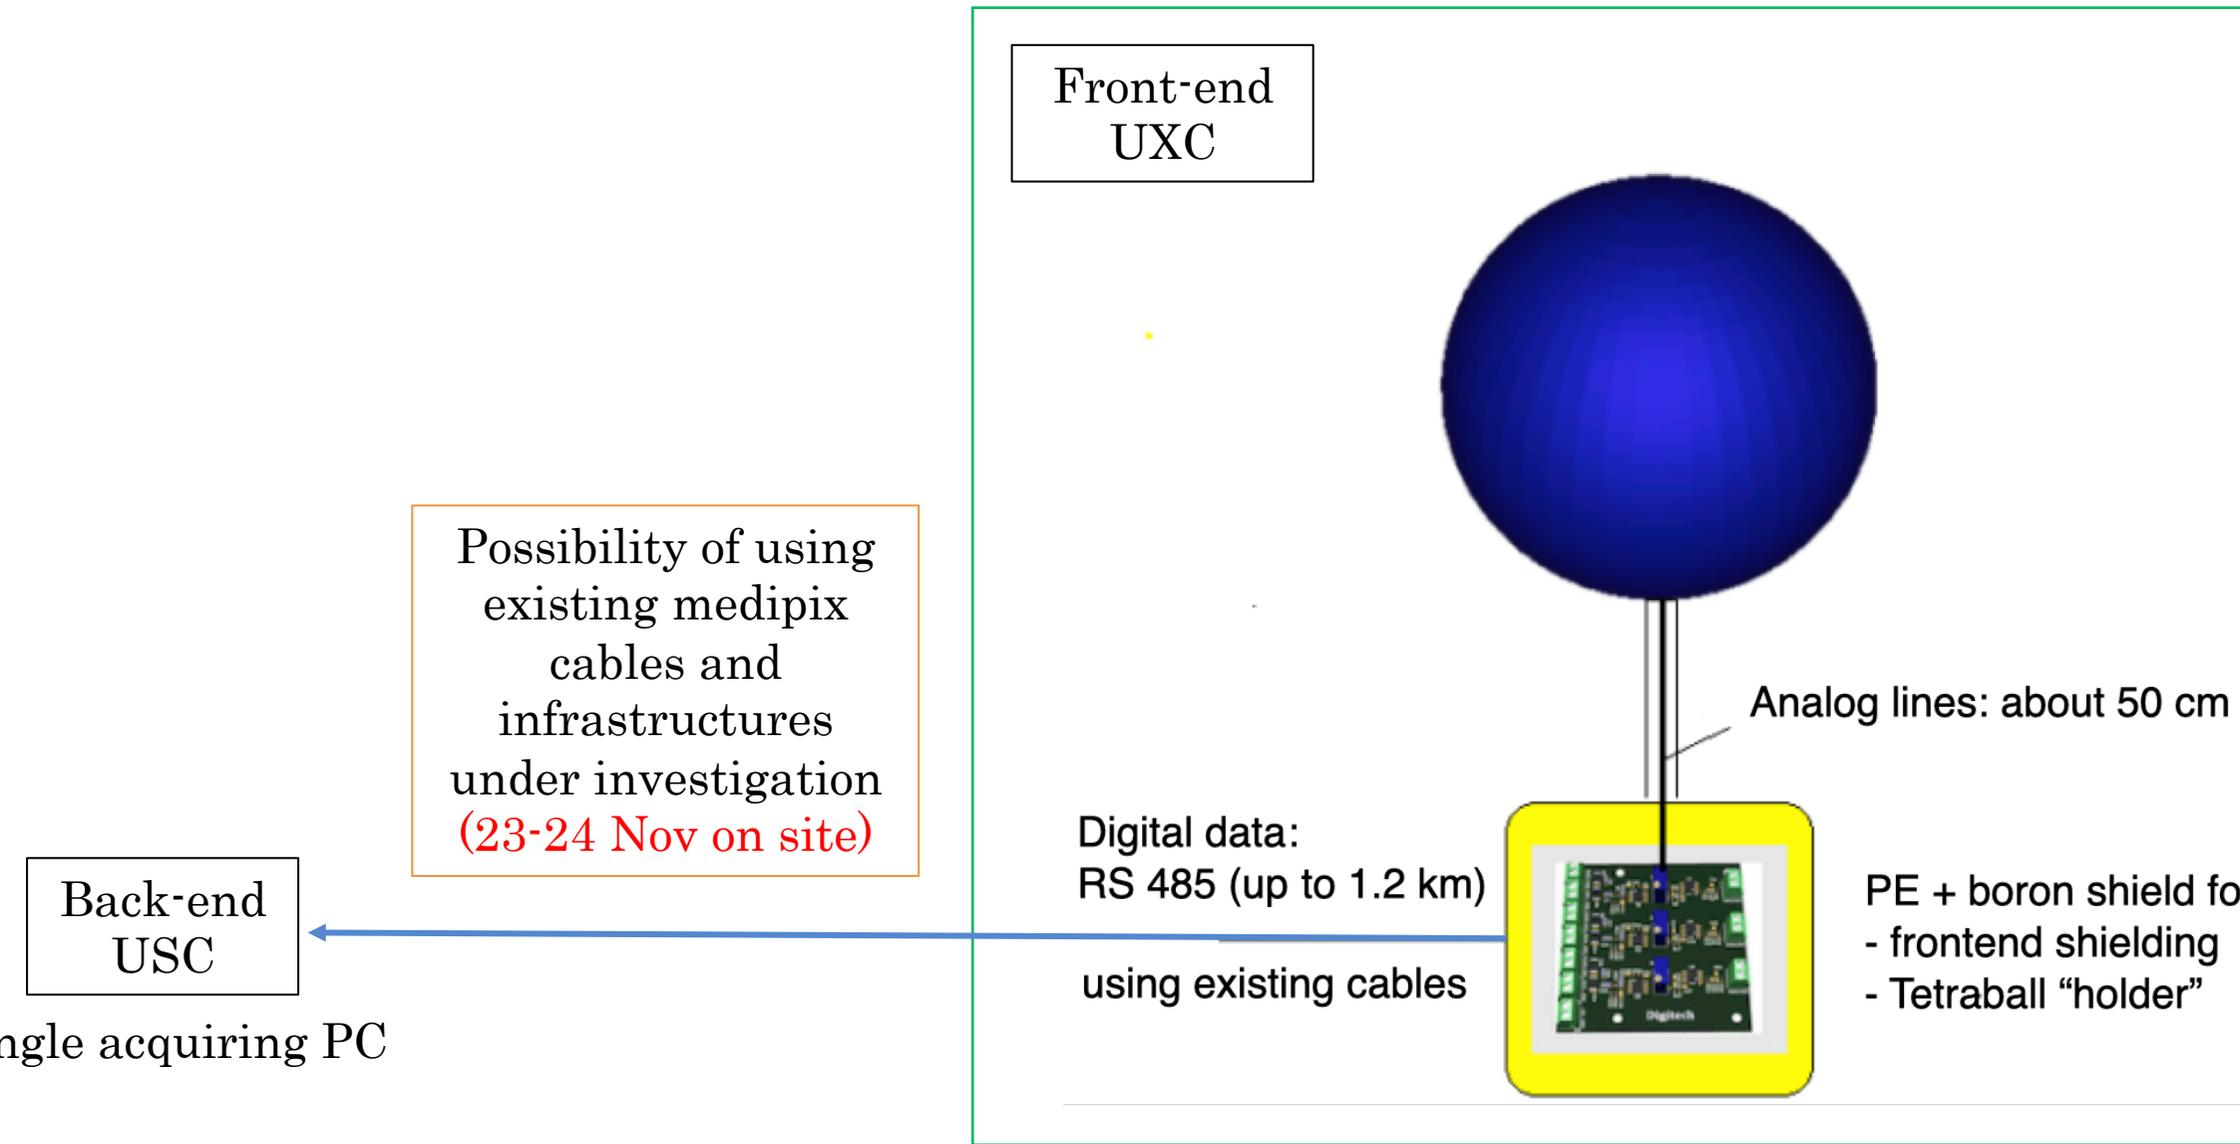 Front-end
UXC
Possibility of using
existing medipix
cables and
infrastructures
under investigation
(23-24 Nov on site)
Analog lines: about 50 cm
Digital data:
RS 485 (up to 1.2 km)
using existing cables
Back-end
USC
acquiring PC
PE + boron shield
- frontend shielding
- Tetraball “holder”
Digitech